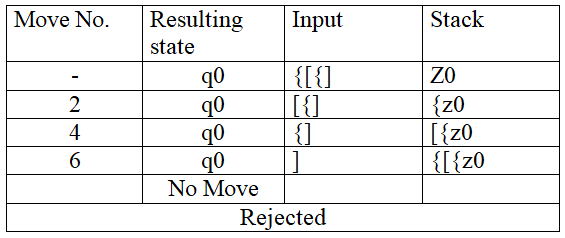 Move No. Resulting state Input Stack
- q0 {[{] Z0
2 q0 [{] {z0
4 q0 {] [{z0
6 q0 ] {[{z0
No Move
Rejected